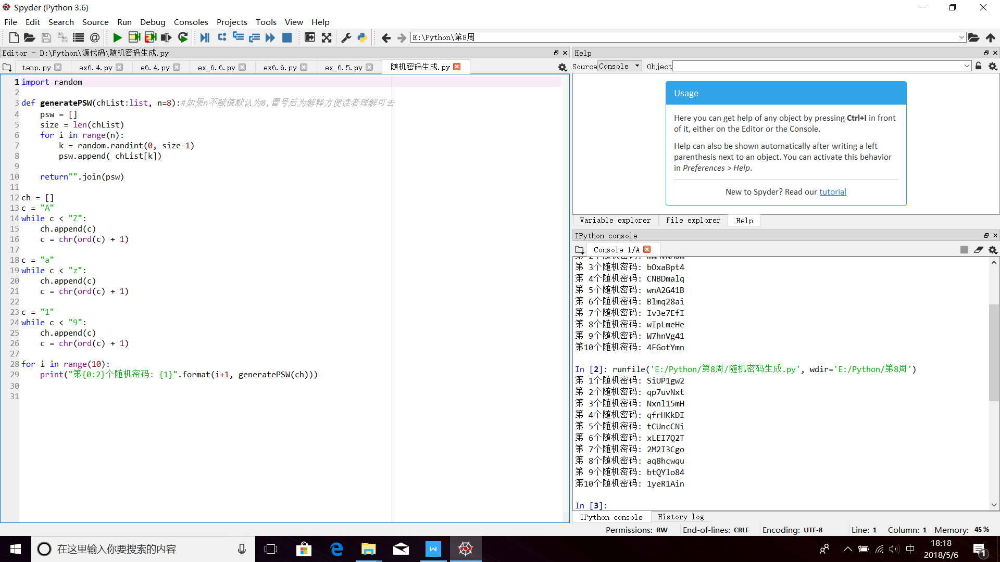 Spyder (Python 3.6)
File Edit Search Source Run Debug Consoles Projects Tools View Help
E:\Python\第8周
Editor - D:\Python\源代码\随机密码生成.py
temp.py ex6.4.py e6.4.py ex_6.6.py ex6.6.py ex_6.5.py 随机密码生成.py
1 import random
2
3 def generatePSW(chList:list, n=8):#如果n不赋值默认为8,冒号后为解释方便读者理解可去
4 psw = []
5 size = len(chList)
6 for i in range(n):
7 k = random.randint(0, size-1)
8 psw.append( chList[k])
9
10 return"".join(psw)
11
12 ch = []
13 c = "A"
14 while c < "Z":
15 ch.append(c)
16 c = chr(ord(c) + 1)
17
18 c = "a"
19 while c < "z":
20 ch.append(c)
21 c = chr(ord(c) + 1)
22
23 c = "1"
24 while c < "9":
25 ch.append(c)
26 c = chr(ord(c) + 1)
27
28 for i in range(10):
29 print("第{0:2}个随机密码: {1}".format(i+1, generatePSW(ch)))
30
31
Help
Source Console Object
Usage
Here you can get help of any object by pressing Ctrl+I in front
of it, either on the Editor or the Console.
Help can also be shown automatically after writing a left
parenthesis next to an object. You can activate this behavior
in Preferences > Help.
New to Spyder? Read our tutorial
Variable explorer File explorer Help
IPython console
Console 1/A
第 3个随机密码: bOxaBpt4
第 4个随机密码: CNBDmalq
第 5个随机密码: wnA2G41B
第 6个随机密码: Blmq28ai
第 7个随机密码: Iv3e7EfI
第 8个随机密码: wIpLmeHe
第 9个随机密码: W7hnVg41
第10个随机密码: 4FGotYmn
In [2]: runfile('E:/Python/第8周/随机密码生成.py', wdir='E:/Python/第8周')
第 1个随机密码: SiUP1gw2
第 2个随机密码: qp7uvNxt
第 3个随机密码: Nxnl15mH
第 4个随机密码: qfrHKkDI
第 5个随机密码: tCUncCNi
第 6个随机密码: xLEI7Q2T
第 7个随机密码: 2M2I3Cgo
第 8个随机密码: aq8hcwqu
第 9个随机密码: btQYlo84
第10个随机密码: 1yeR1Ain
In [3]:
IPython console History log
Permissions: RW End-of-lines: CRLF Encoding: UTF-8 Line: 1 Column: 1 Memory: 45 %
在这里输入你要搜索的内容
中
18:18
2018/5/6
1